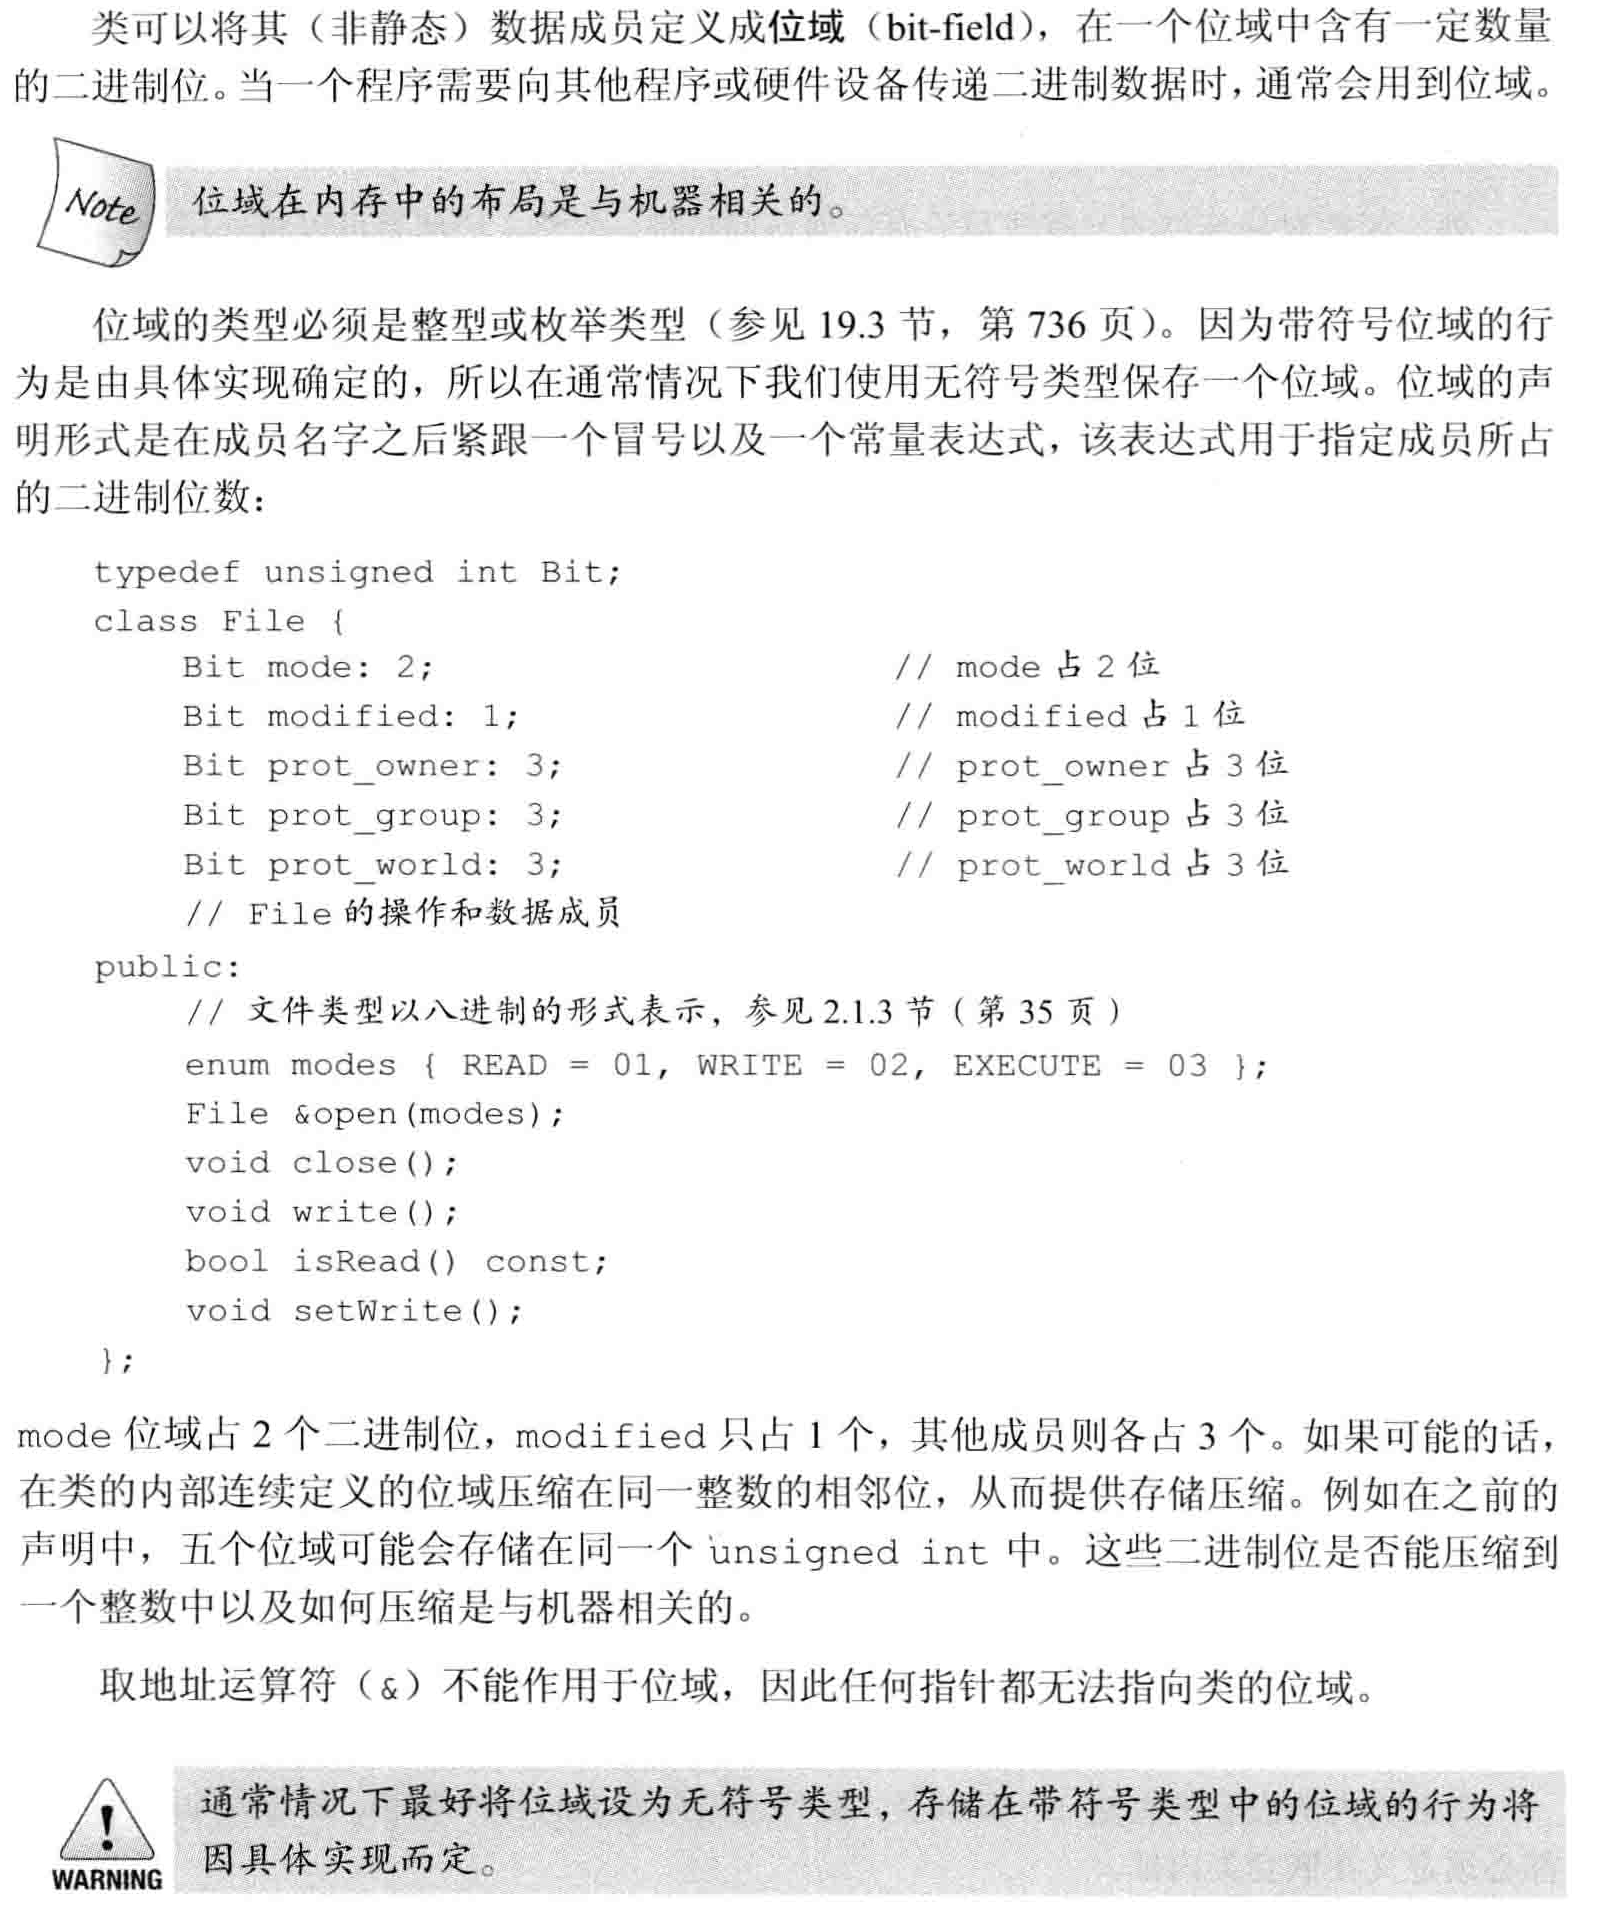 类可以将其（非静态）数据成员定义成位域（bit-field），在一个位域中含有一定数量
的二进制位。当一个程序需要向其他程序或硬件设备传递二进制数据时，通常会用到位域。
Note
位域在内存中的布局是与机器相关的。
位域的类型必须是整型或枚举类型（参见 19.3 节，第 736 页）。因为带符号位域的行
为是由具体实现确定的，所以在通常情况下我们使用无符号类型保存一个位域。位域的声
明形式是在成员名字之后紧跟一个冒号以及一个常量表达式，该表达式用于指定成员所占
的二进制位数：
typedef unsigned int Bit;
class File {
Bit mode: 2; // mode 占 2 位
Bit modified: 1; // modified 占 1 位
Bit prot_owner: 3; // prot_owner 占 3 位
Bit prot_group: 3; // prot_group 占 3 位
Bit prot_world: 3; // prot_world 占 3 位
// File 的操作和数据成员
public:
// 文件类型以八进制的形式表示，参见 2.1.3 节（第 35 页）
enum modes { READ = 01, WRITE = 02, EXECUTE = 03 };
File &open(modes);
void close();
void write();
bool isRead() const;
void setWrite();
};
mode 位域占 2 个二进制位，modified 只占 1 个，其他成员则各占 3 个。如果可能的话，
在类的内部连续定义的位域压缩在同一整数的相邻位，从而提供存储压缩。例如在之前的
声明中，五个位域可能会存储在同一个 unsigned int 中。这些二进制位是否能压缩到
一个整数中以及如何压缩是与机器相关的。
取地址运算符（&）不能作用于位域，因此任何指针都无法指向类的位域。
通常情况下最好将位域设为无符号类型，存储在带符号类型中的位域的行为将
因具体实现而定。
WARNING